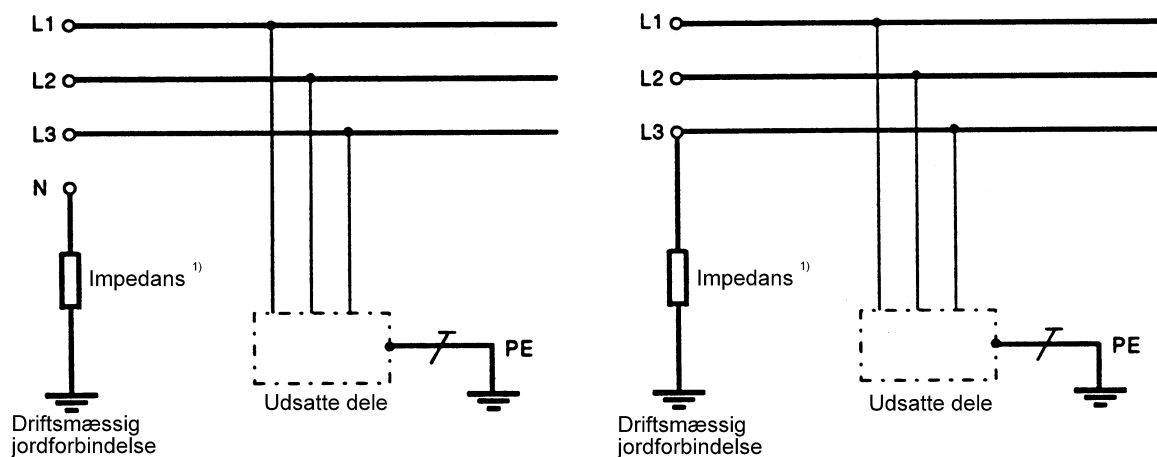 L1
L2
L3
N
Impedans 1)
PE
Udsatte dele
Driftsmæssig
jordforbindelse
L1
L2
L3
Impedans 1)
PE
Udsatte dele
Driftsmæssig
jordforbindelse